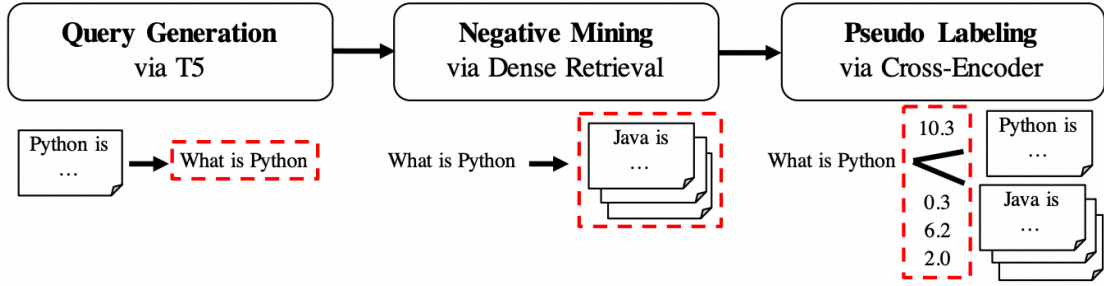 Query Generation
via T5
Negative Mining
via Dense Retrieval
Pseudo Labeling
via Cross-Encoder
Python is
...
What is Python
What is Python
Java is
...
What is Python
10.3
0.3
6.2
2.0
Python is
...
Java is
...